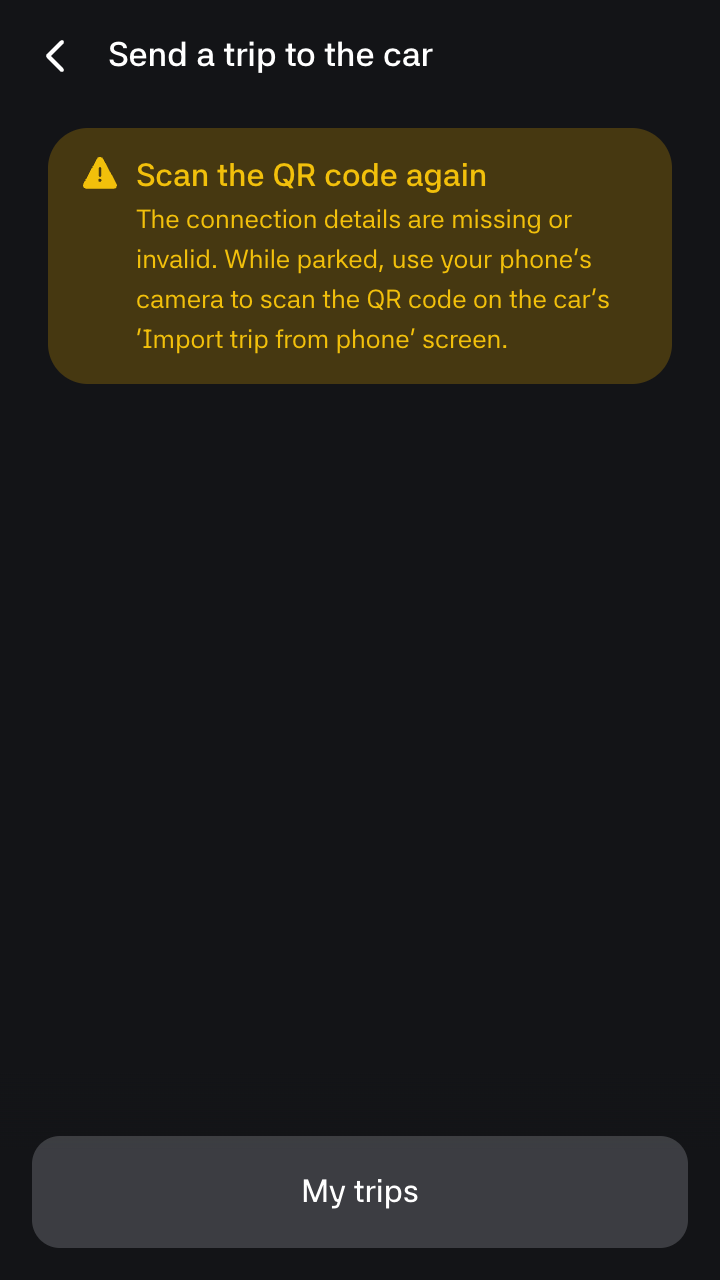 Send a trip to the car
Scan the QR code again
The connection details are missing or
invalid. While parked, use your phone’s
camera to scan the QR code on the car’s
‘Import trip from phone’ screen.
My trips